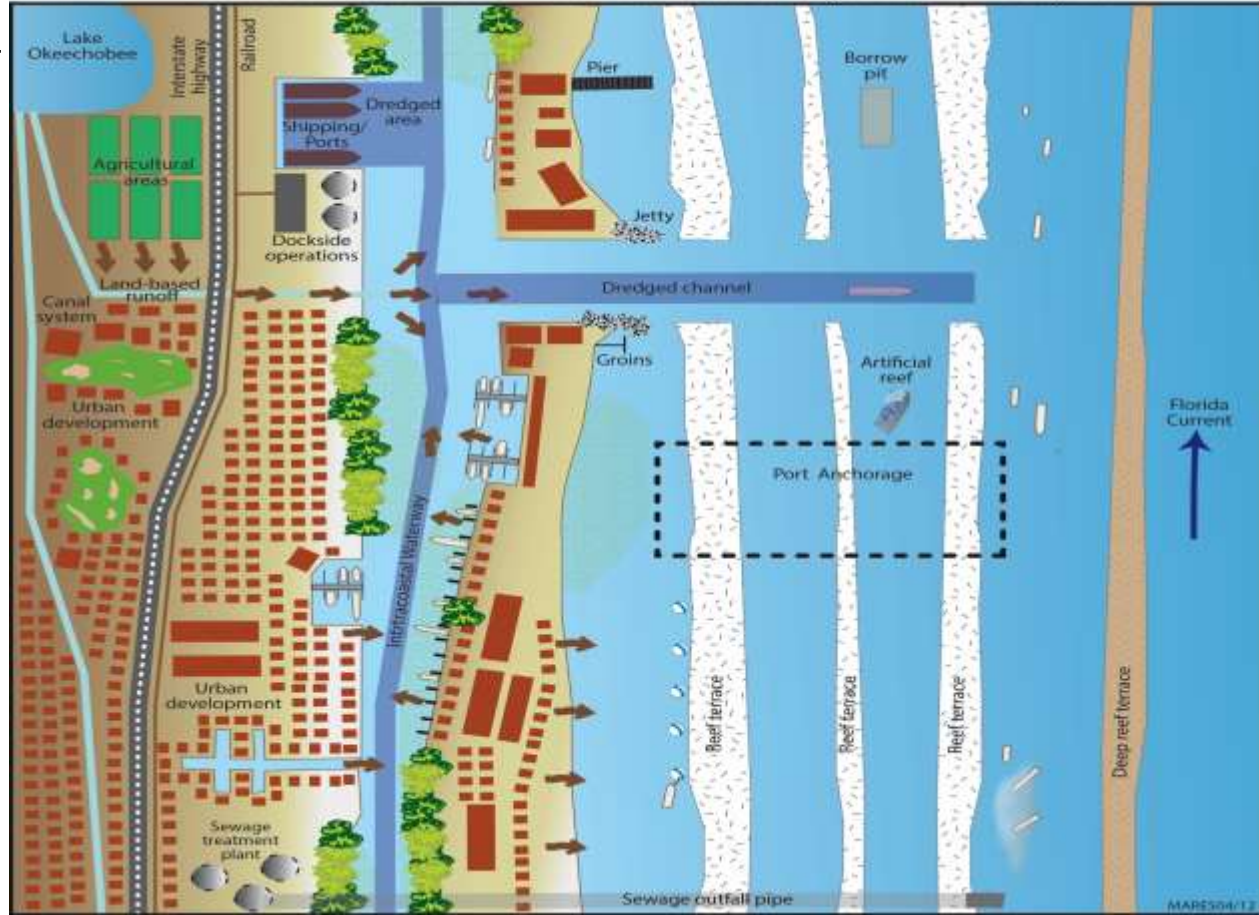 Lake
Okeechobee
Interstate
highway
Railroad
Shipping/
Ports
Dredged
area
Pier
Borrow
pit
Agricultural
areas
Jetty
Dockside
operations
Land-based
runoff
Canal
system
Dredged channel
Groins
Artificial
reef
Urban
development
Florida
Current
Port Anchorage
Intracoastal Waterway
Reef terrace
Reef terrace
Reef terrace
Deep reef terrace
Urban
development
Sewage
treatment
plant
Sewage outfall pipe
MARES04/12